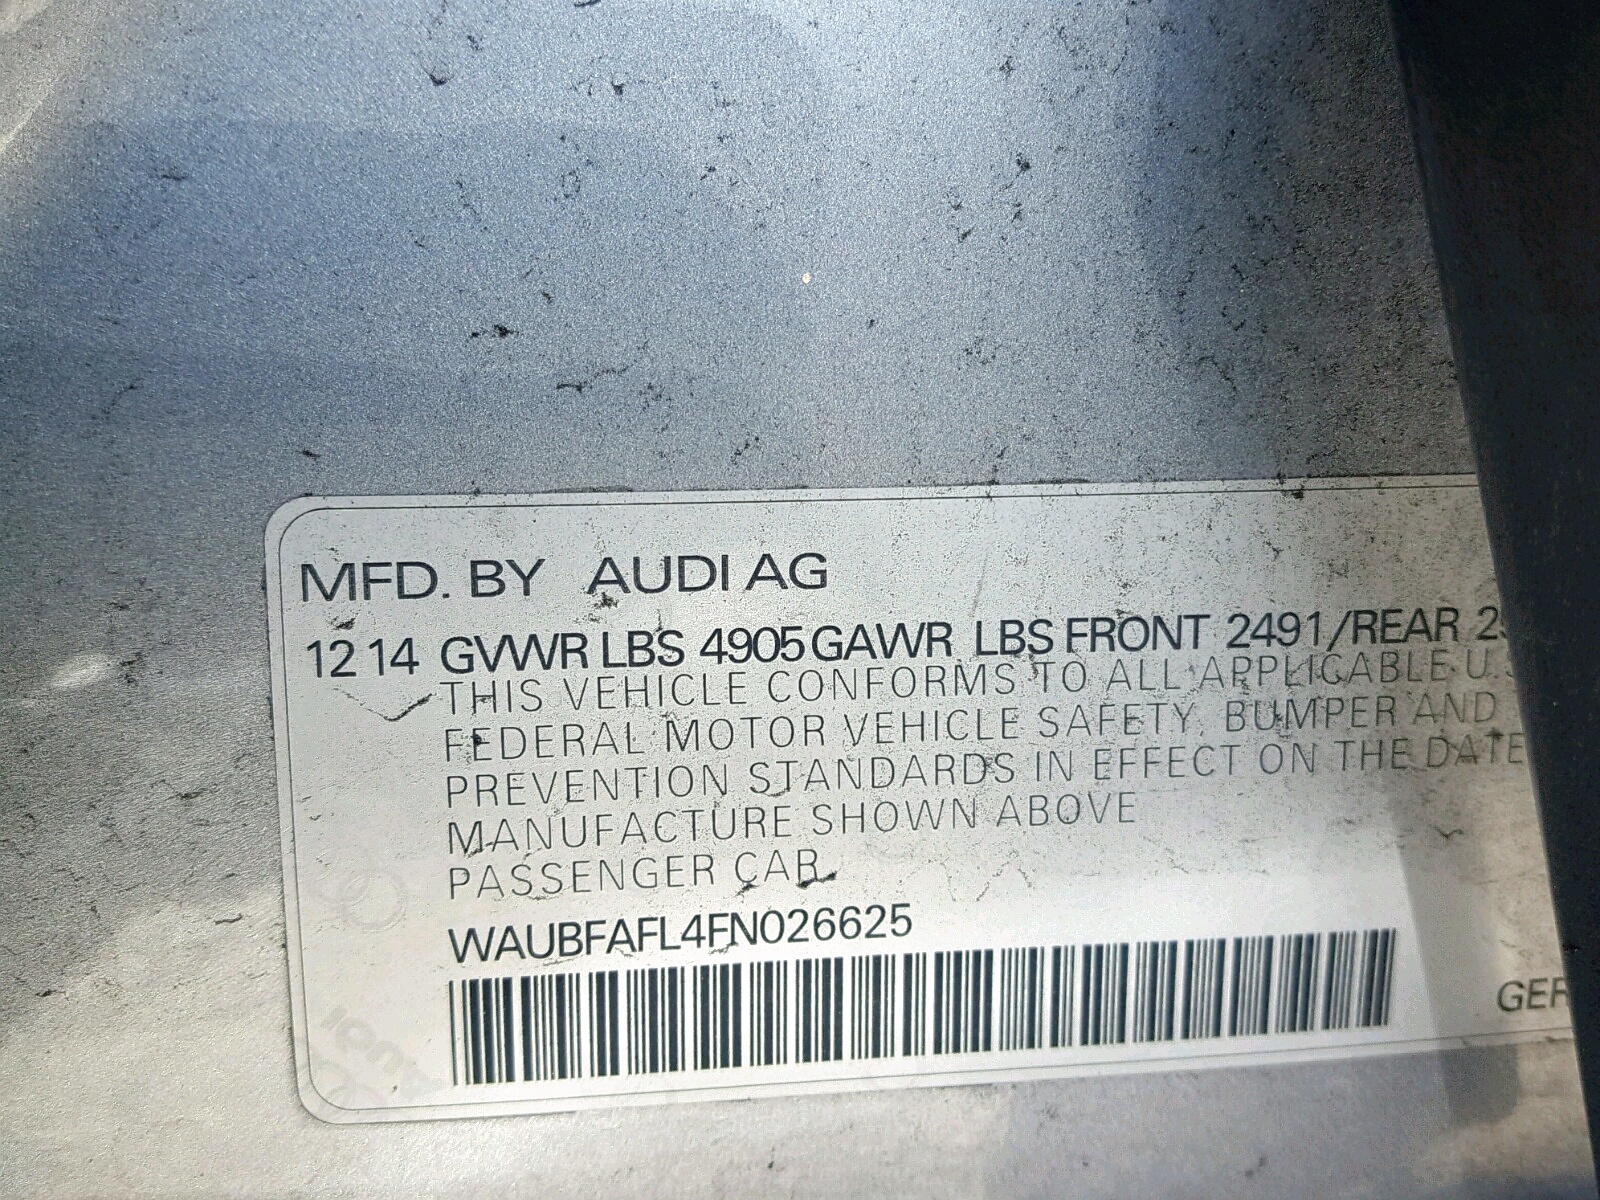 MFD. BY AUDI AG
12 14 GVWR LBS 4905 GAWR LBS FRONT 2491/REAR
THIS VEHICLE CONFORMS TO ALL APPLICABLE U.S
FEDERAL MOTOR VEHICLE SAFETY, BUMPER AND
PREVENTION STANDARDS IN EFFECT ON THE DATE
MANUFACTURE SHOWN ABOVE
PASSENGER CAR
WAUBFAFL4FN026625
GER